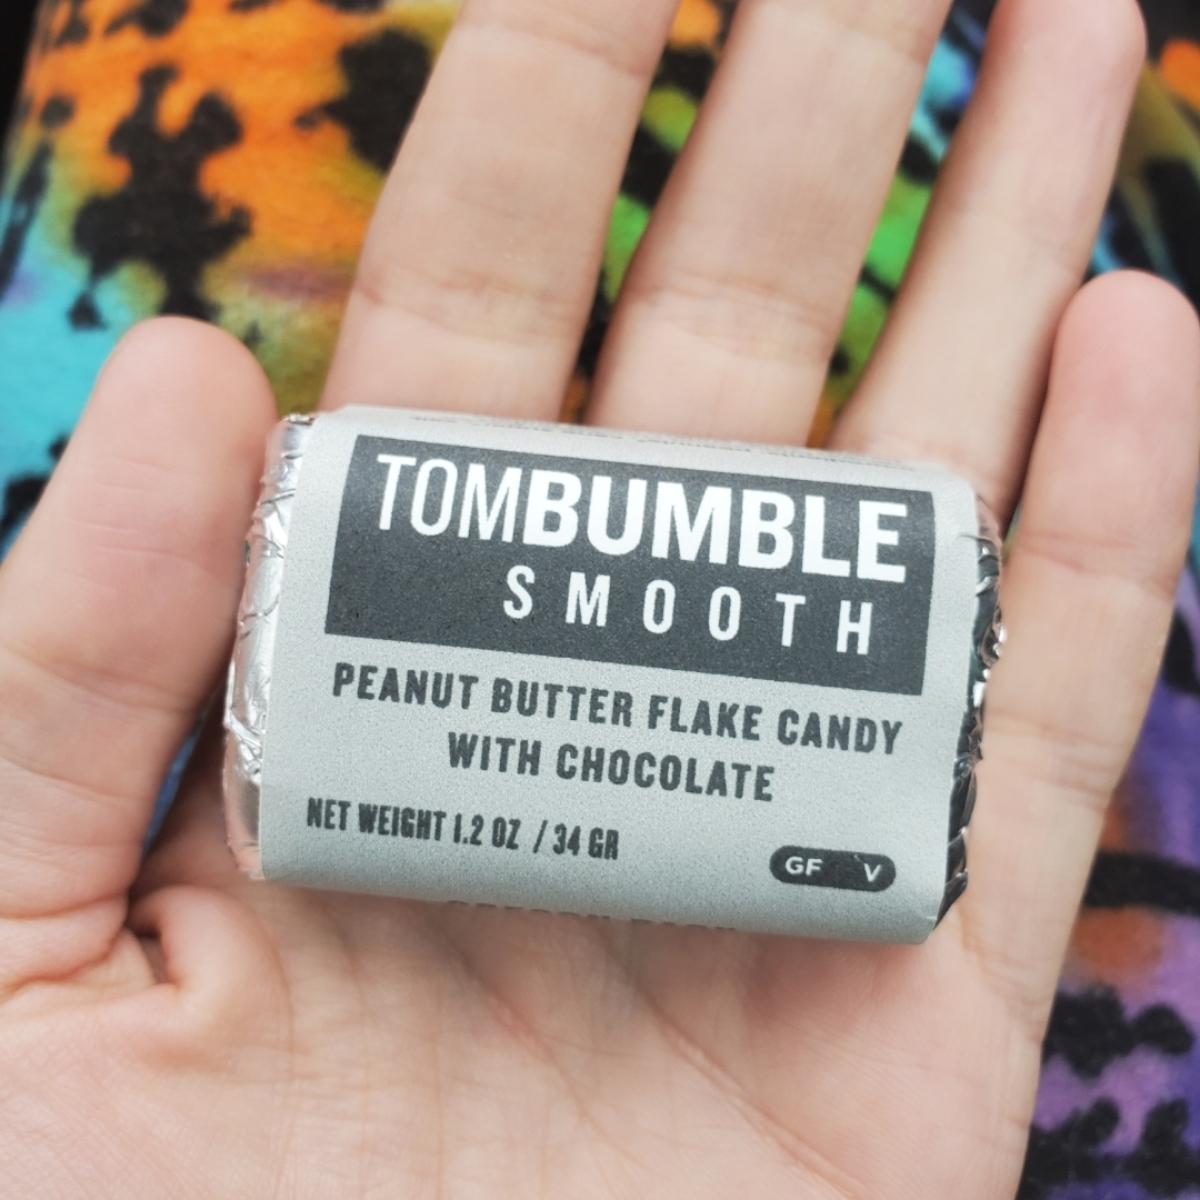 TOMBUMBLE
SMOOTH
PEANUT BUTTER FLAKE CANDY
WITH CHOCOLATE
NET WEIGHT 1.2 OZ / 34 GR
GF V